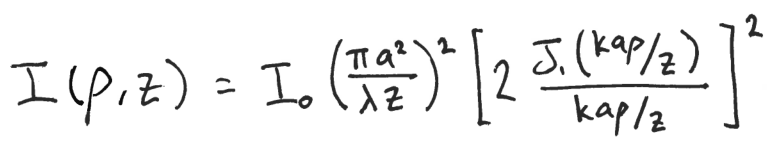 I(ρ,z) = I₀ (πa²/λz)² [2 J₁(kaρ/z)/(kaρ/z)]²